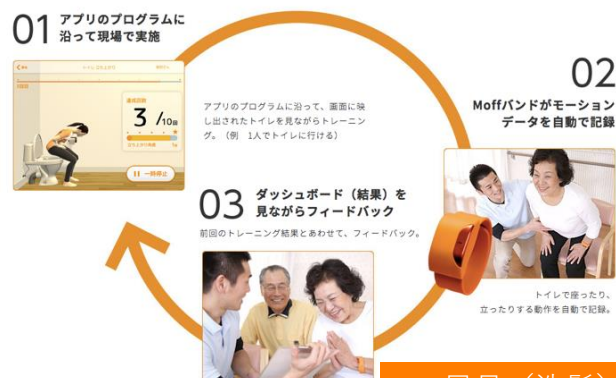 01 アプリのプログラムに
沿って現場で実施
3/10回
一時停止
アプリのプログラムに沿って、画面に映
し出されたトイレを見ながらトレーニン
グ。（例　1人でトイレに行ける）
02
Moffバンドがモーション
データを自動で記録
トイレで座ったり、
立ったりする動作を自動で記録。
03 ダッシュボード（結果）を
見ながらフィードバック
前回のトレーニング結果とあわせて、フィードバック。